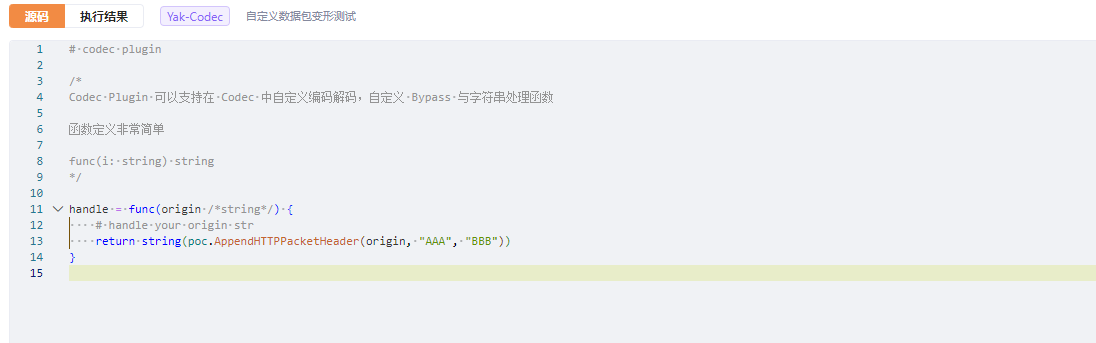 源码 执行结果 Yak-Codec 自定义数据包变形测试
1 # codec plugin
2
3 /*
4 Codec Plugin 可以支持在 Codec 中自定义编码解码，自定义 Bypass 与字符串处理函数
5
6 函数定义非常简单
7
8 func(i: string) string
9 */
10
11 handle = func(origin /*string*/) {
12     # handle your origin str
13     return string(poc.AppendHTTPPacketHeader(origin, "AAA", "BBB"))
14 }
15